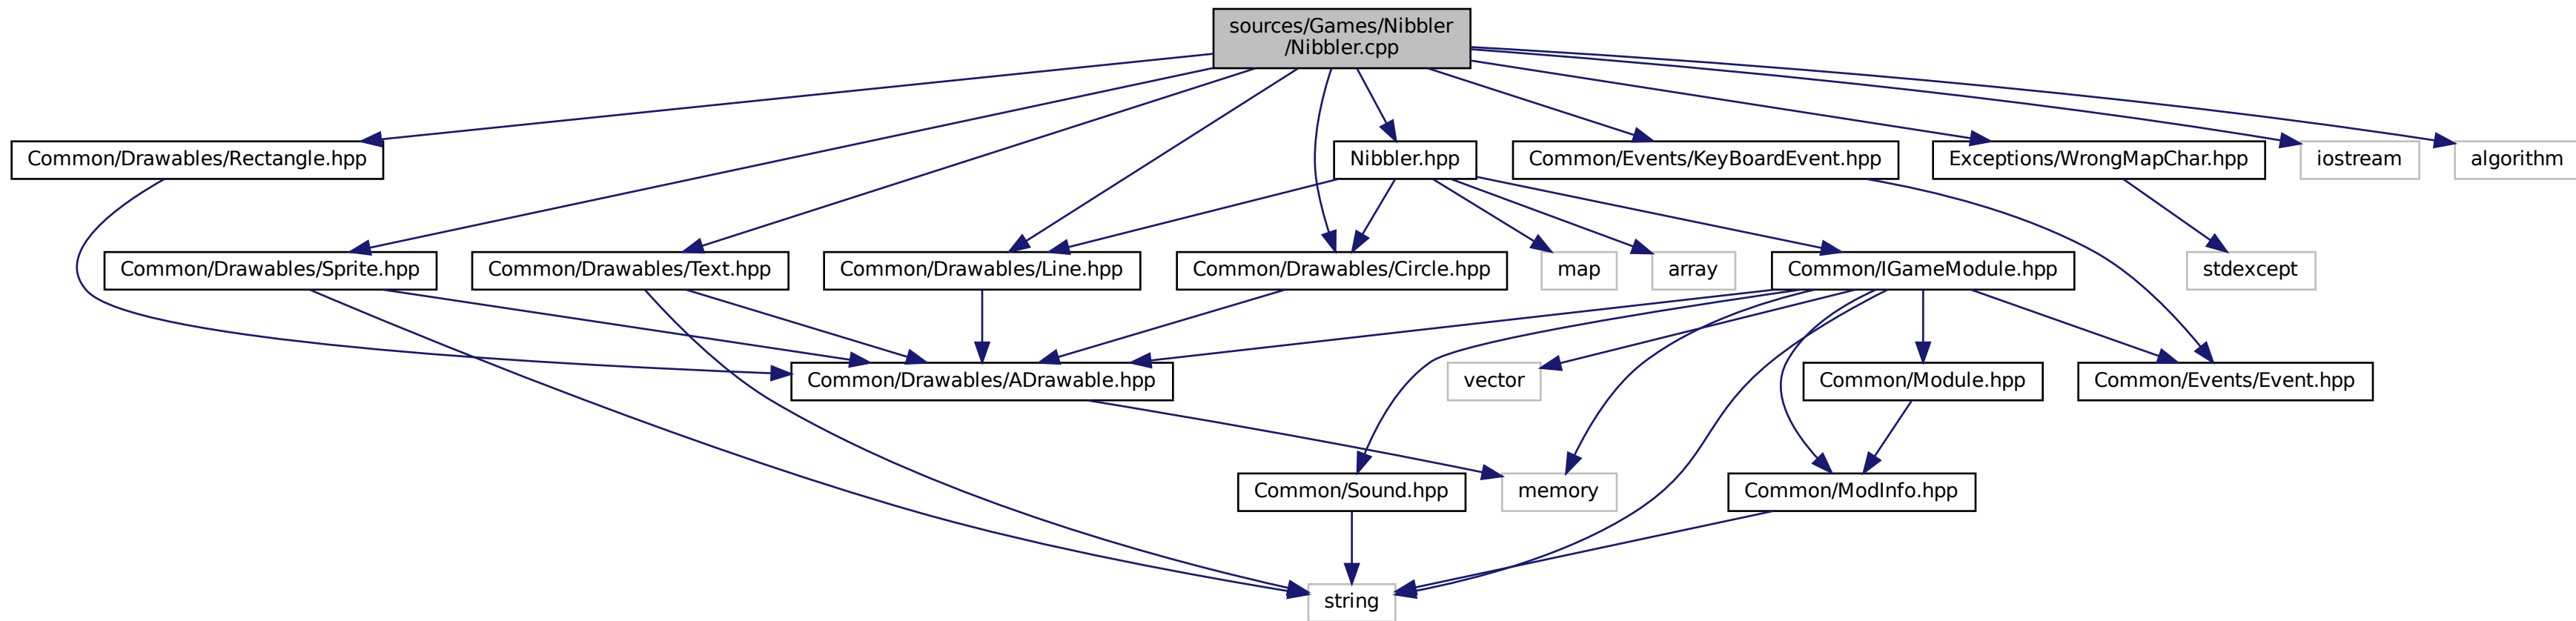 sources/Games/Nibbler
/Nibbler.cpp
Common/Drawables/Rectangle.hpp
Nibbler.hpp
Common/Events/KeyBoardEvent.hpp
Exceptions/WrongMapChar.hpp
iostream
algorithm
Common/Drawables/Sprite.hpp
Common/Drawables/Text.hpp
Common/Drawables/Line.hpp
Common/Drawables/Circle.hpp
map
array
Common/IGameModule.hpp
stdexcept
Common/Drawables/ADrawable.hpp
vector
Common/Module.hpp
Common/Events/Event.hpp
Common/Sound.hpp
memory
Common/ModInfo.hpp
string